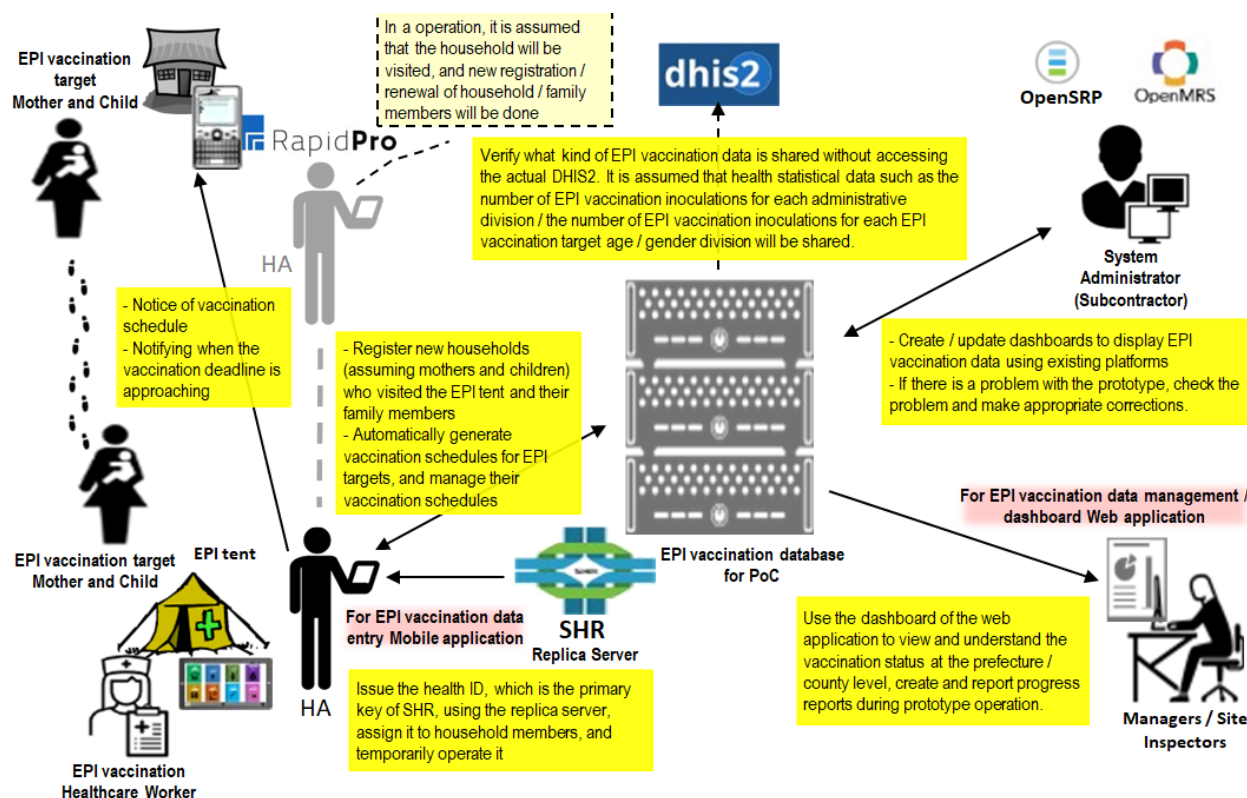 EPI vaccination
target
Mother and Child
RapidPro
In a operation, it is assumed
that the household will be
visited, and new registration /
renewal of household / family
members will be done
dhis2
OpenSRP
OpenMRS
Verify what kind of EPI vaccination data is shared without accessing
the actual DHIS2. It is assumed that health statistical data such as the
number of EPI vaccination inoculations for each administrative
division / the number of EPI vaccination inoculations for each EPI
vaccination target age / gender division will be shared.
System
Administrator
(Subcontractor)
HA
- Notice of vaccination
schedule
- Notifying when the
vaccination deadline is
approaching
- Register new households
(assuming mothers and children)
who visited the EPI tent and their
family members
- Automatically generate
vaccination schedules for EPI
targets, and manage their
vaccination schedules
- Create / update dashboards to display EPI
vaccination data using existing platforms
- If there is a problem with the prototype, check the
problem and make appropriate corrections.
For EPI vaccination data management /
dashboard Web application
EPI vaccination target
Mother and Child
EPI tent
EPI vaccination database
for PoC
For EPI vaccination data
entry Mobile application
SHR
Replica Server
HA
Issue the health ID, which is the primary
key of SHR, using the replica server,
assign it to household members, and
temporarily operate it
Use the dashboard of the web
application to view and understand the
vaccination status at the prefecture /
county level, create and report progress
reports during prototype operation.
Managers / Site
Inspectors
EPI vaccination
Healthcare Worker